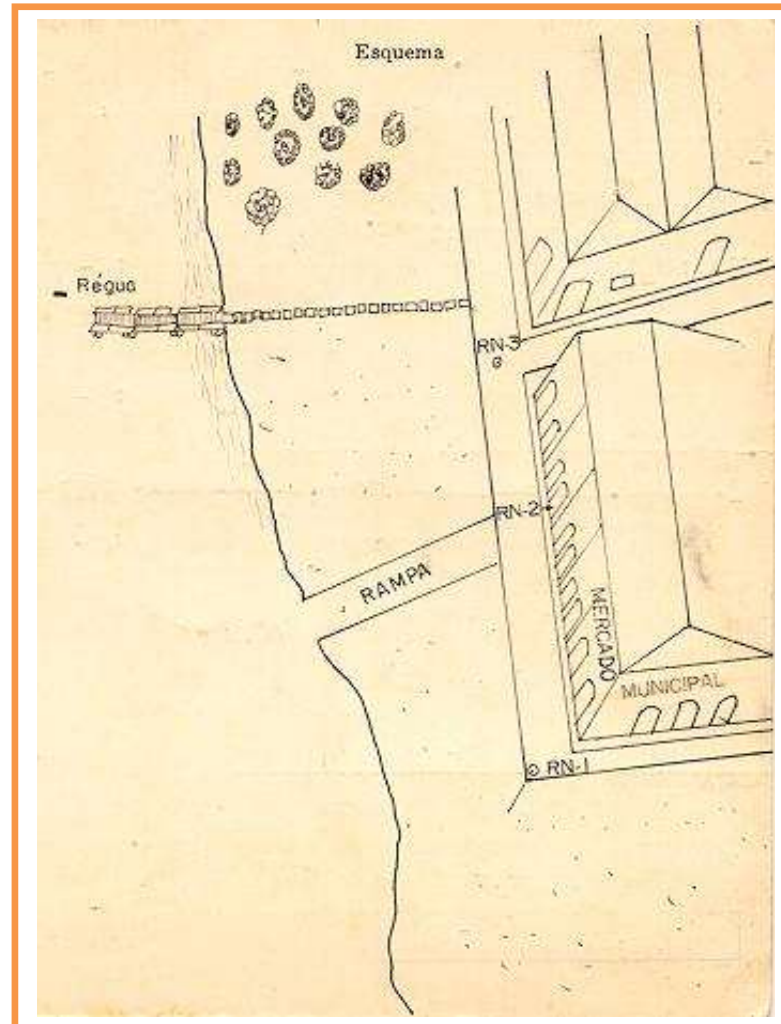 Esquema
Régua
RN-3
RN-2
RAMPA
MERCADO
MUNICIPAL
RN-1